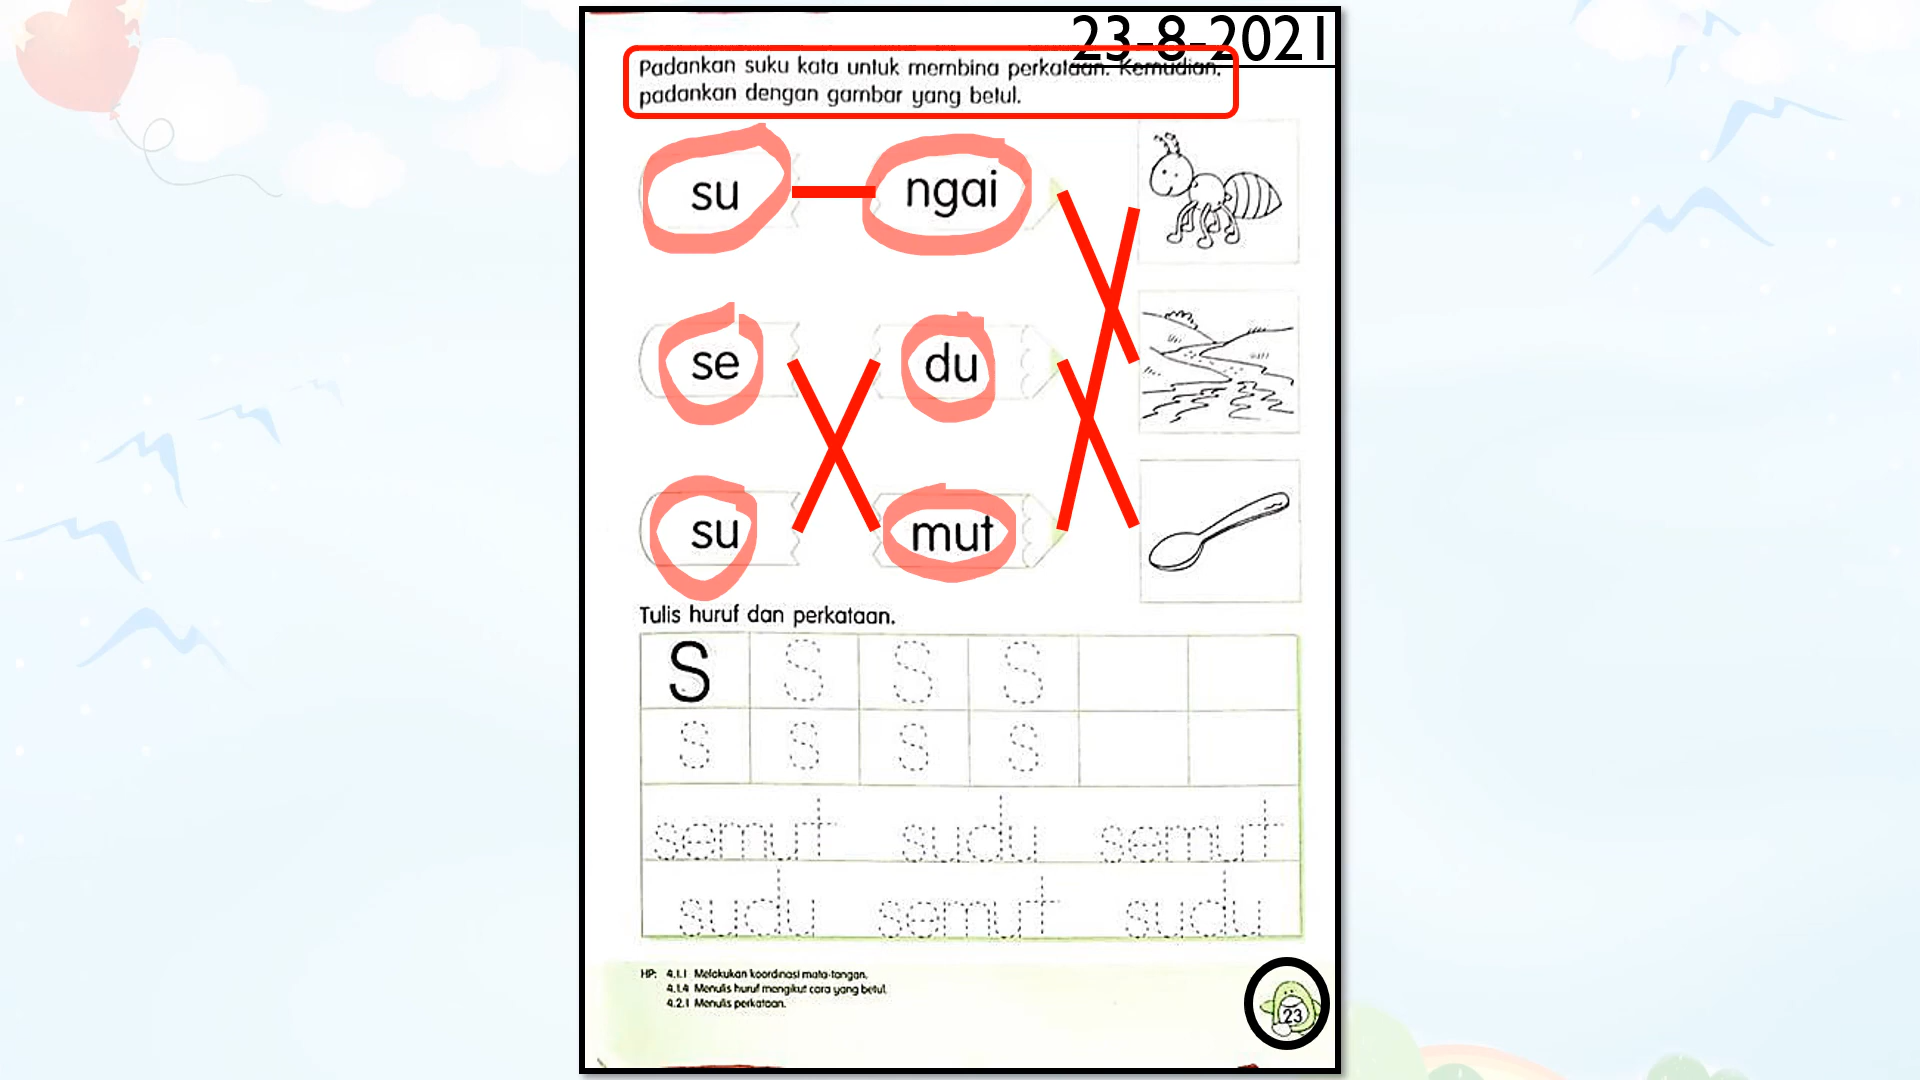 23-8-2021
Padankan suku kata untuk membina perkataan. Kemudian,
padankan dengan gambar yang betul.
su ngai
se du
su mut
Tulis huruf dan perkataan.
S S S S
s s s s
semut sudu semut
sudu semut sudu
HP: 4.1.1 Melakukan koordinasi mata-tangan.
4.1.4 Menulis huruf mengikut cara yang betul.
4.2.1 Menulis perkataan.
23